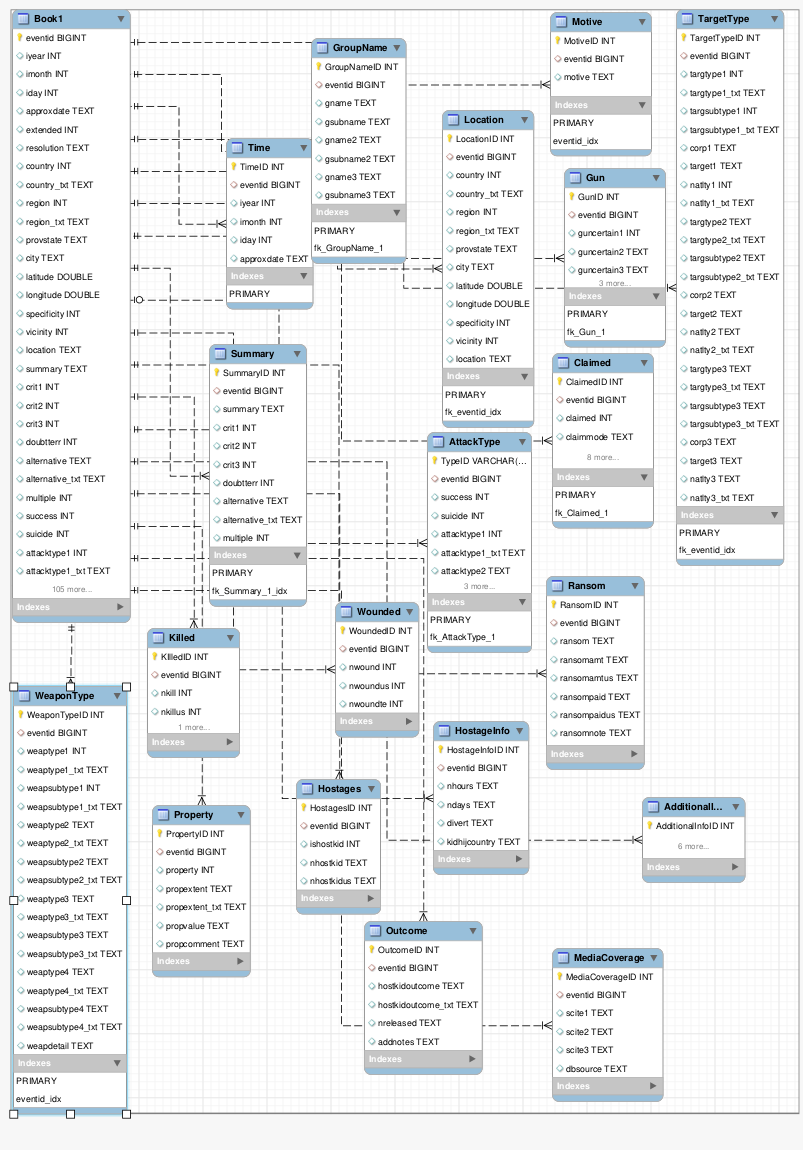 Book1
eventid BIGINT
iyear INT
imonth INT
iday INT
approxdate TEXT
extended INT
resolution TEXT
country INT
country_txt TEXT
region INT
region_txt TEXT
provstate TEXT
city TEXT
latitude DOUBLE
longitude DOUBLE
specificity INT
vicinity INT
location TEXT
summary TEXT
crit1 INT
crit2 INT
crit3 INT
doubtterr INT
alternative TEXT
alternative_txt TEXT
multiple INT
success INT
suicide INT
attacktype1 INT
attacktype1_txt TEXT
105 more...
Indexes
GroupName
GroupNameID INT
eventid BIGINT
gname TEXT
gsubname TEXT
gname2 TEXT
gsubname2 TEXT
gname3 TEXT
gsubname3 TEXT
Indexes
PRIMARY
fk_GroupName_1
Motive
MotiveID INT
eventid BIGINT
motive TEXT
Indexes
PRIMARY
eventid_idx
TargetType
TargetTypeID INT
eventid BIGINT
targtype1 INT
targtype1_txt TEXT
targsubtype1 INT
targsubtype1_txt TEXT
corp1 TEXT
target1 TEXT
natlty1 INT
natlty1_txt TEXT
targtype2 TEXT
targtype2_txt TEXT
targsubtype2 TEXT
targsubtype2_txt TEXT
corp2 TEXT
target2 TEXT
natlty2 TEXT
natlty2_txt TEXT
targtype3 TEXT
targtype3_txt TEXT
targsubtype3 TEXT
targsubtype3_txt TEXT
corp3 TEXT
target3 TEXT
natlty3 TEXT
natlty3_txt TEXT
Indexes
PRIMARY
fk_eventid_idx
Time
TimeID INT
eventid BIGINT
iyear INT
imonth INT
iday INT
approxdate TEXT
Indexes
PRIMARY
Location
LocationID INT
eventid BIGINT
country INT
country_txt TEXT
region INT
region_txt TEXT
provstate TEXT
city TEXT
latitude DOUBLE
longitude DOUBLE
specificity INT
vicinity INT
location TEXT
Indexes
PRIMARY
fk_eventid_idx
Gun
GunID INT
eventid BIGINT
guncertain1 INT
guncertain2 TEXT
guncertain3 TEXT
3 more...
Indexes
PRIMARY
fk_Gun_1
Summary
SummaryID INT
eventid BIGINT
summary TEXT
crit1 INT
crit2 INT
crit3 INT
doubtterr INT
alternative TEXT
alternative_txt TEXT
multiple INT
Indexes
PRIMARY
fk_Summary_1_idx
Claimed
ClaimedID INT
eventid BIGINT
claimed INT
claimmode TEXT
8 more...
Indexes
PRIMARY
fk_Claimed_1
AttackType
TypeID VARCHAR(...
eventid BIGINT
success INT
suicide INT
attacktype1 INT
attacktype1_txt TEXT
attacktype2 TEXT
3 more...
Indexes
PRIMARY
fk_AttackType_1
Ransom
RansomID INT
eventid BIGINT
ransom TEXT
ransomamt TEXT
ransomamtus TEXT
ransompaid TEXT
ransompaidus TEXT
ransomnote TEXT
Indexes
Wounded
WoundedID INT
eventid BIGINT
nwound INT
nwoundus INT
nwoundte INT
Indexes
Killed
KIlledID INT
eventid BIGINT
nkill INT
nkillus INT
1 more...
Indexes
WeaponType
WeaponTypeID INT
eventid BIGINT
weaptype1 INT
weaptype1_txt TEXT
weapsubtype1 INT
weapsubtype1_txt TEXT
weaptype2 TEXT
weaptype2_txt TEXT
weapsubtype2 TEXT
weapsubtype2_txt TEXT
weaptype3 TEXT
weaptype3_txt TEXT
weapsubtype3 TEXT
weapsubtype3_txt TEXT
weaptype4 TEXT
weaptype4_txt TEXT
weapsubtype4 TEXT
weapsubtype4_txt TEXT
weapdetail TEXT
Indexes
PRIMARY
eventid_idx
HostageInfo
HostageInfoID INT
eventid BIGINT
nhours TEXT
ndays TEXT
divert TEXT
kidhijcountry TEXT
Indexes
Hostages
HostagesID INT
eventid BIGINT
ishostkid INT
nhostkid TEXT
nhostkidus TEXT
Indexes
Property
PropertyID INT
eventid BIGINT
property INT
propextent TEXT
propextent_txt TEXT
propvalue TEXT
propcomment TEXT
Indexes
AdditionalI...
AdditionalInfoID INT
6 more...
Indexes
Outcome
OutcomeID INT
eventid BIGINT
hostkidoutcome TEXT
hostkidoutcome_txt TEXT
nreleased TEXT
addnotes TEXT
Indexes
MediaCoverage
MediaCoverageID INT
eventid BIGINT
scite1 TEXT
scite2 TEXT
scite3 TEXT
dbsource TEXT
Indexes